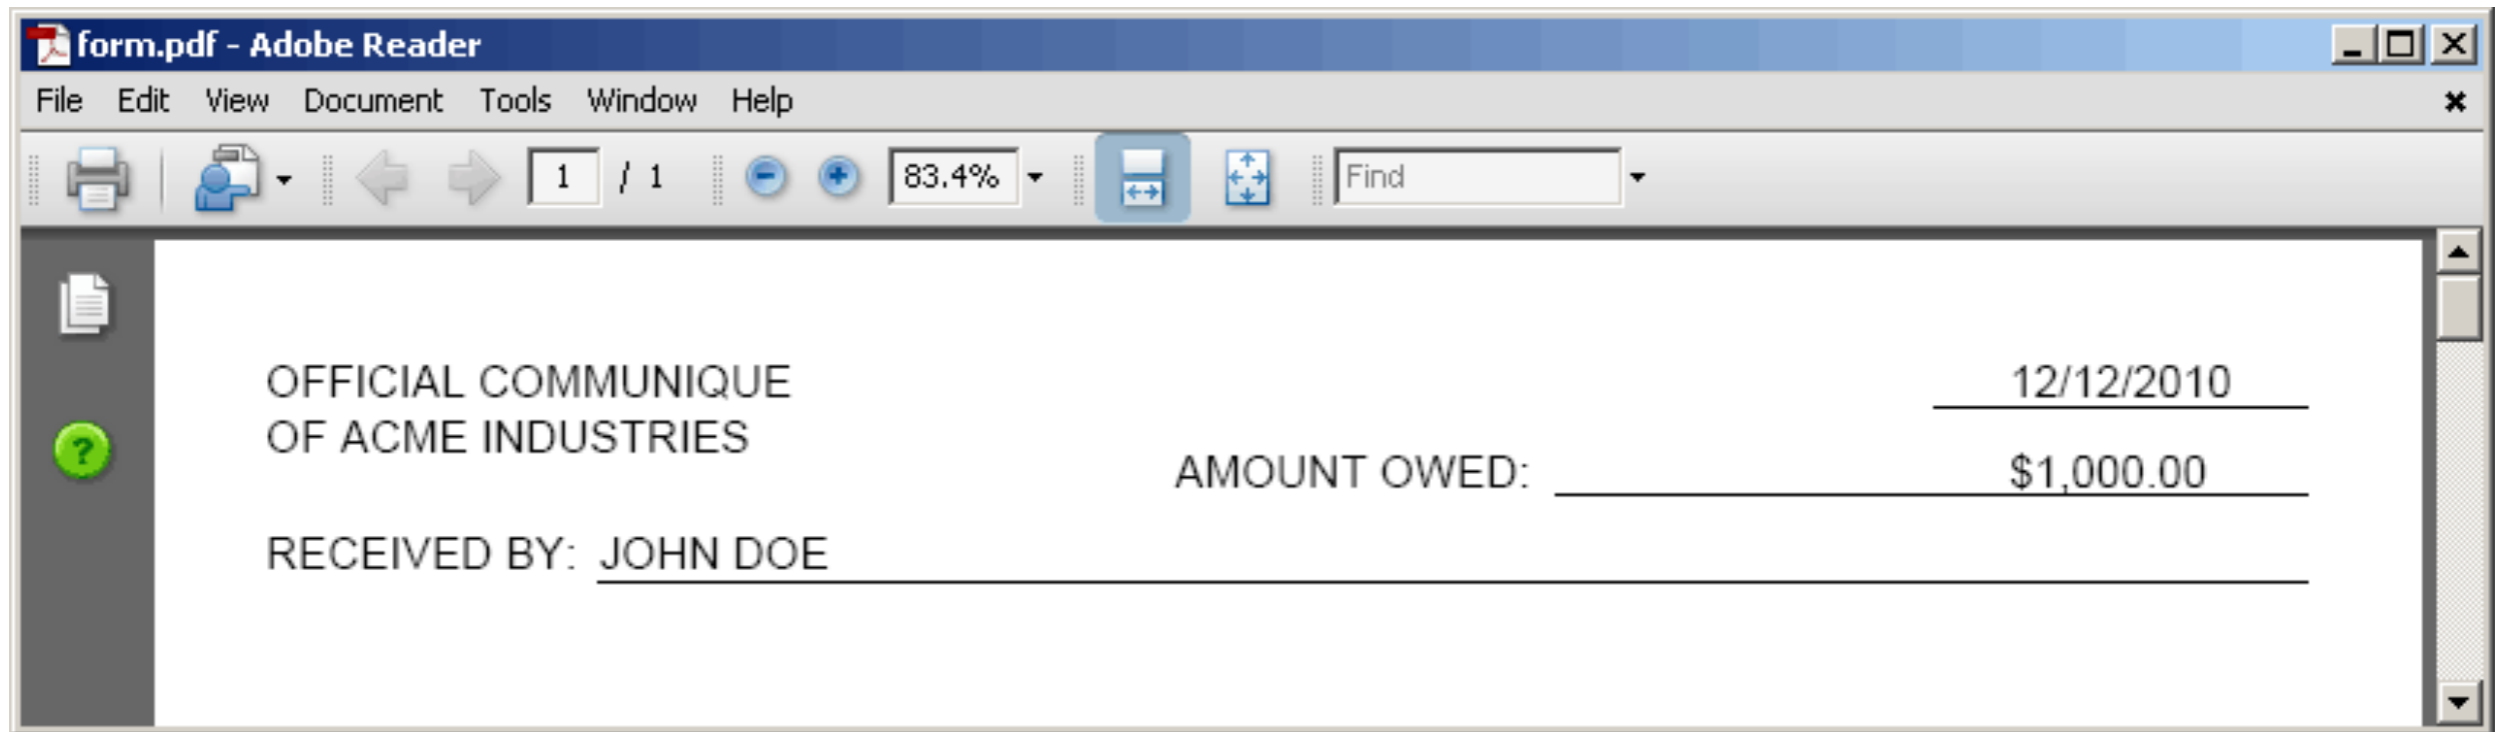 form.pdf - Adobe Reader
File Edit View Document Tools Window Help
1 / 1 83.4% Find
OFFICIAL COMMUNIQUE 12/12/2010
OF ACME INDUSTRIES
AMOUNT OWED: $1,000.00
RECEIVED BY: JOHN DOE